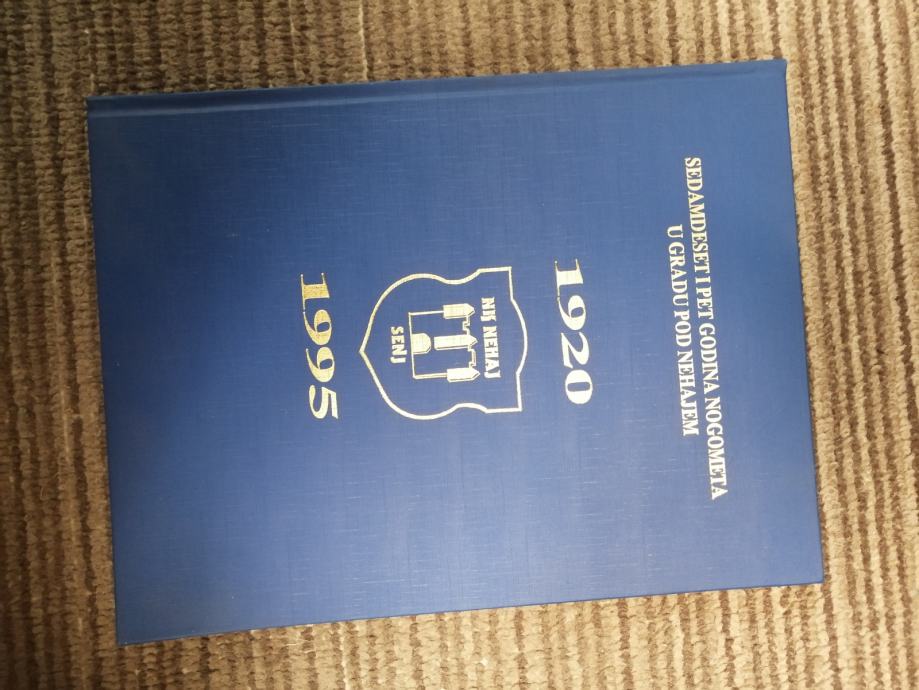 SEDAMDESET I PET GODINA NOGOMETA
U GRADU POD NEHAJEM
1920
NK NEHAJ
SENJ
1995